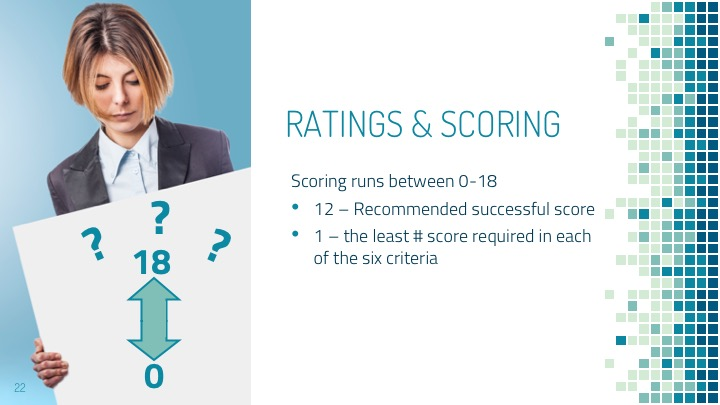 RATINGS & SCORING
Scoring runs between 0-18
• 12 – Recommended successful score
• 1 – the least # score required in each
of the six criteria
?
? ?
18
0
22